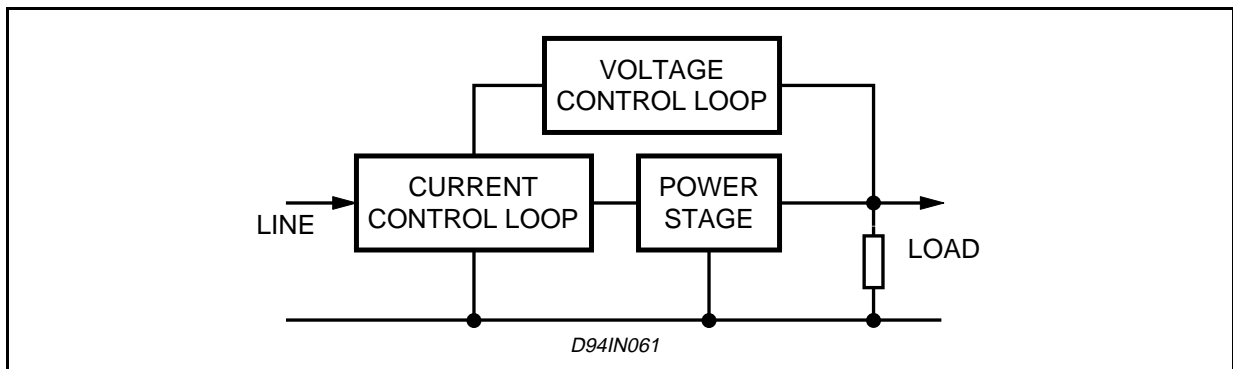 VOLTAGE
CONTROL LOOP
CURRENT
CONTROL LOOP
POWER
STAGE
LINE
LOAD
D94IN061